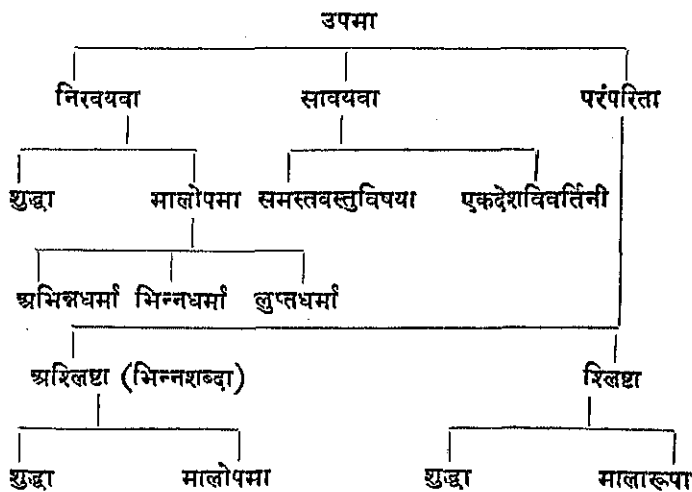 उपमा
निरवयवा सावयवा परंपरिता
शुद्धा मालोपमा समस्तवस्तुविषया एकदेशविवर्तिनी
अभिन्नधर्मा भिन्नधर्मा लुप्तधर्मा
अश्लिष्टा (भिन्नशब्दा) श्लिष्टा
शुद्धा मालोपमा शुद्धा मालारूपा